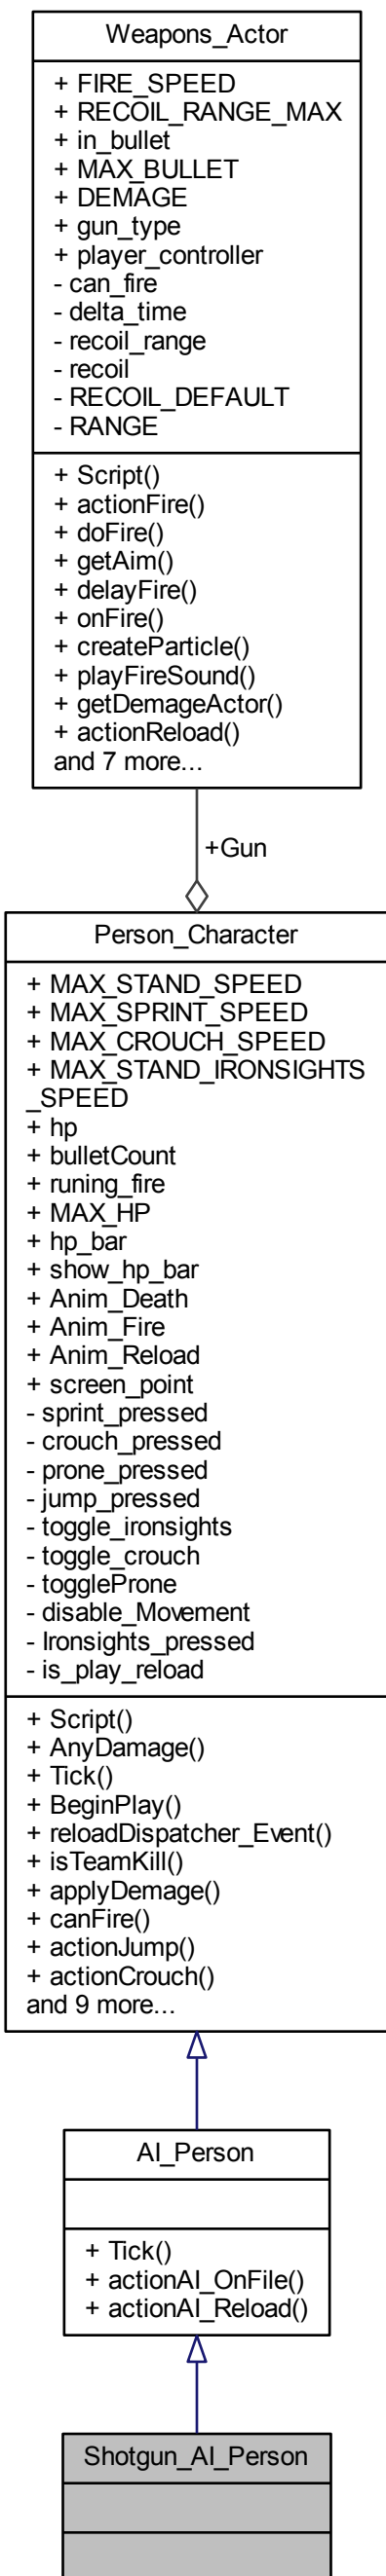 Weapons_Actor
+ FIRE_SPEED
+ RECOIL_RANGE_MAX
+ in_bullet
+ MAX_BULLET
+ DEMAGE
+ gun_type
+ player_controller
- can_fire
- delta_time
- recoil_range
- recoil
- RECOIL_DEFAULT
- RANGE
+ Script()
+ actionFire()
+ doFire()
+ getAim()
+ delayFire()
+ onFire()
+ createParticle()
+ playFireSound()
+ getDemageActor()
+ actionReload()
and 7 more...
+Gun
Person_Character
+ MAX_STAND_SPEED
+ MAX_SPRINT_SPEED
+ MAX_CROUCH_SPEED
+ MAX_STAND_IRONSIGHTS
_SPEED
+ hp
+ bulletCount
+ runing_fire
+ MAX_HP
+ hp_bar
+ show_hp_bar
+ Anim_Death
+ Anim_Fire
+ Anim_Reload
+ screen_point
- sprint_pressed
- crouch_pressed
- prone_pressed
- jump_pressed
- toggle_ironsights
- toggle_crouch
- toggleProne
- disable_Movement
- Ironsights_pressed
- is_play_reload
+ Script()
+ AnyDamage()
+ Tick()
+ BeginPlay()
+ reloadDispatcher_Event()
+ isTeamKill()
+ applyDemage()
+ canFire()
+ actionJump()
+ actionCrouch()
and 9 more...
AI_Person
+ Tick()
+ actionAI_OnFile()
+ actionAI_Reload()
Shotgun_AI_Person